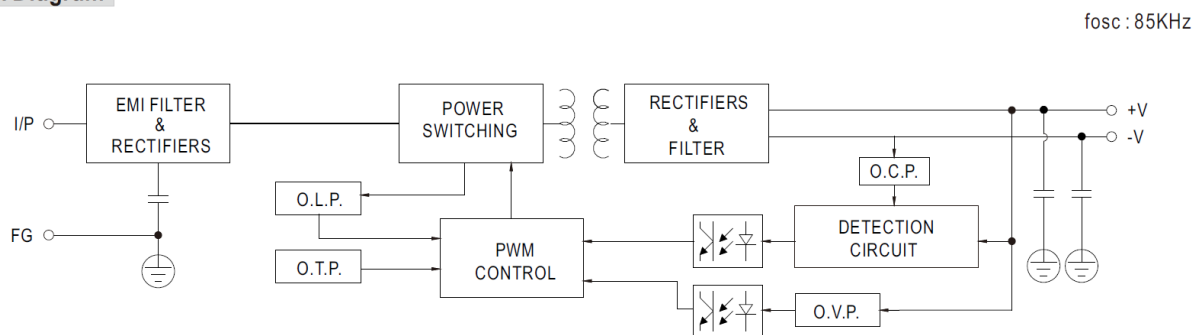 fosc : 85KHz
EMI FILTER
&
RECTIFIERS
POWER
SWITCHING
RECTIFIERS
&
FILTER
I/P
+V
-V
O.C.P.
O.L.P.
FG
PWM
CONTROL
DETECTION
CIRCUIT
O.T.P.
O.V.P.